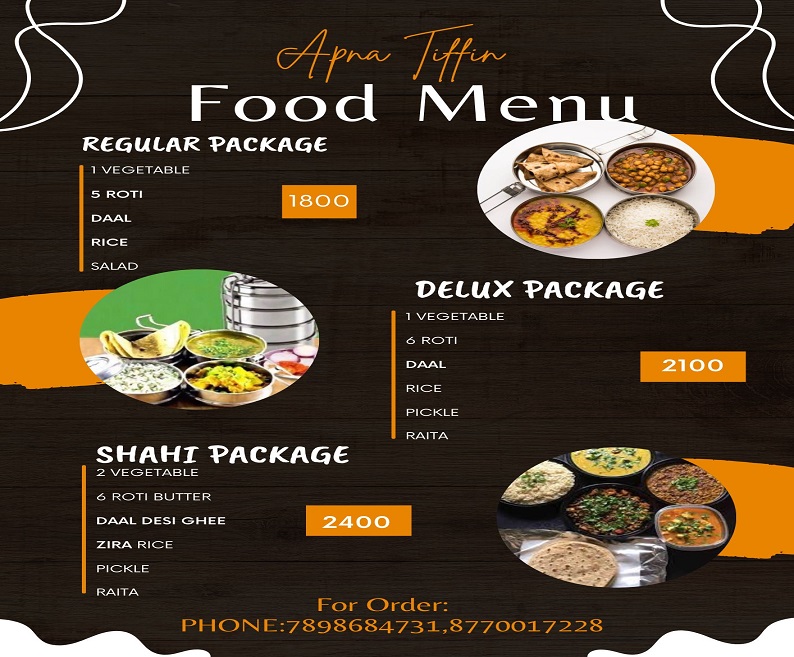 Apna Tiffin
Food Menu
REGULAR PACKAGE
1 VEGETABLE
5 ROTI
DAAL
RICE
SALAD
1800
DELUX PACKAGE
1 VEGETABLE
6 ROTI
DAAL
RICE
PICKLE
RAITA
2100
SHAHI PACKAGE
2 VEGETABLE
6 ROTI BUTTER
DAAL DESI GHEE
ZIRA RICE
PICKLE
RAITA
2400
For Order:
PHONE:7898684731,8770017228